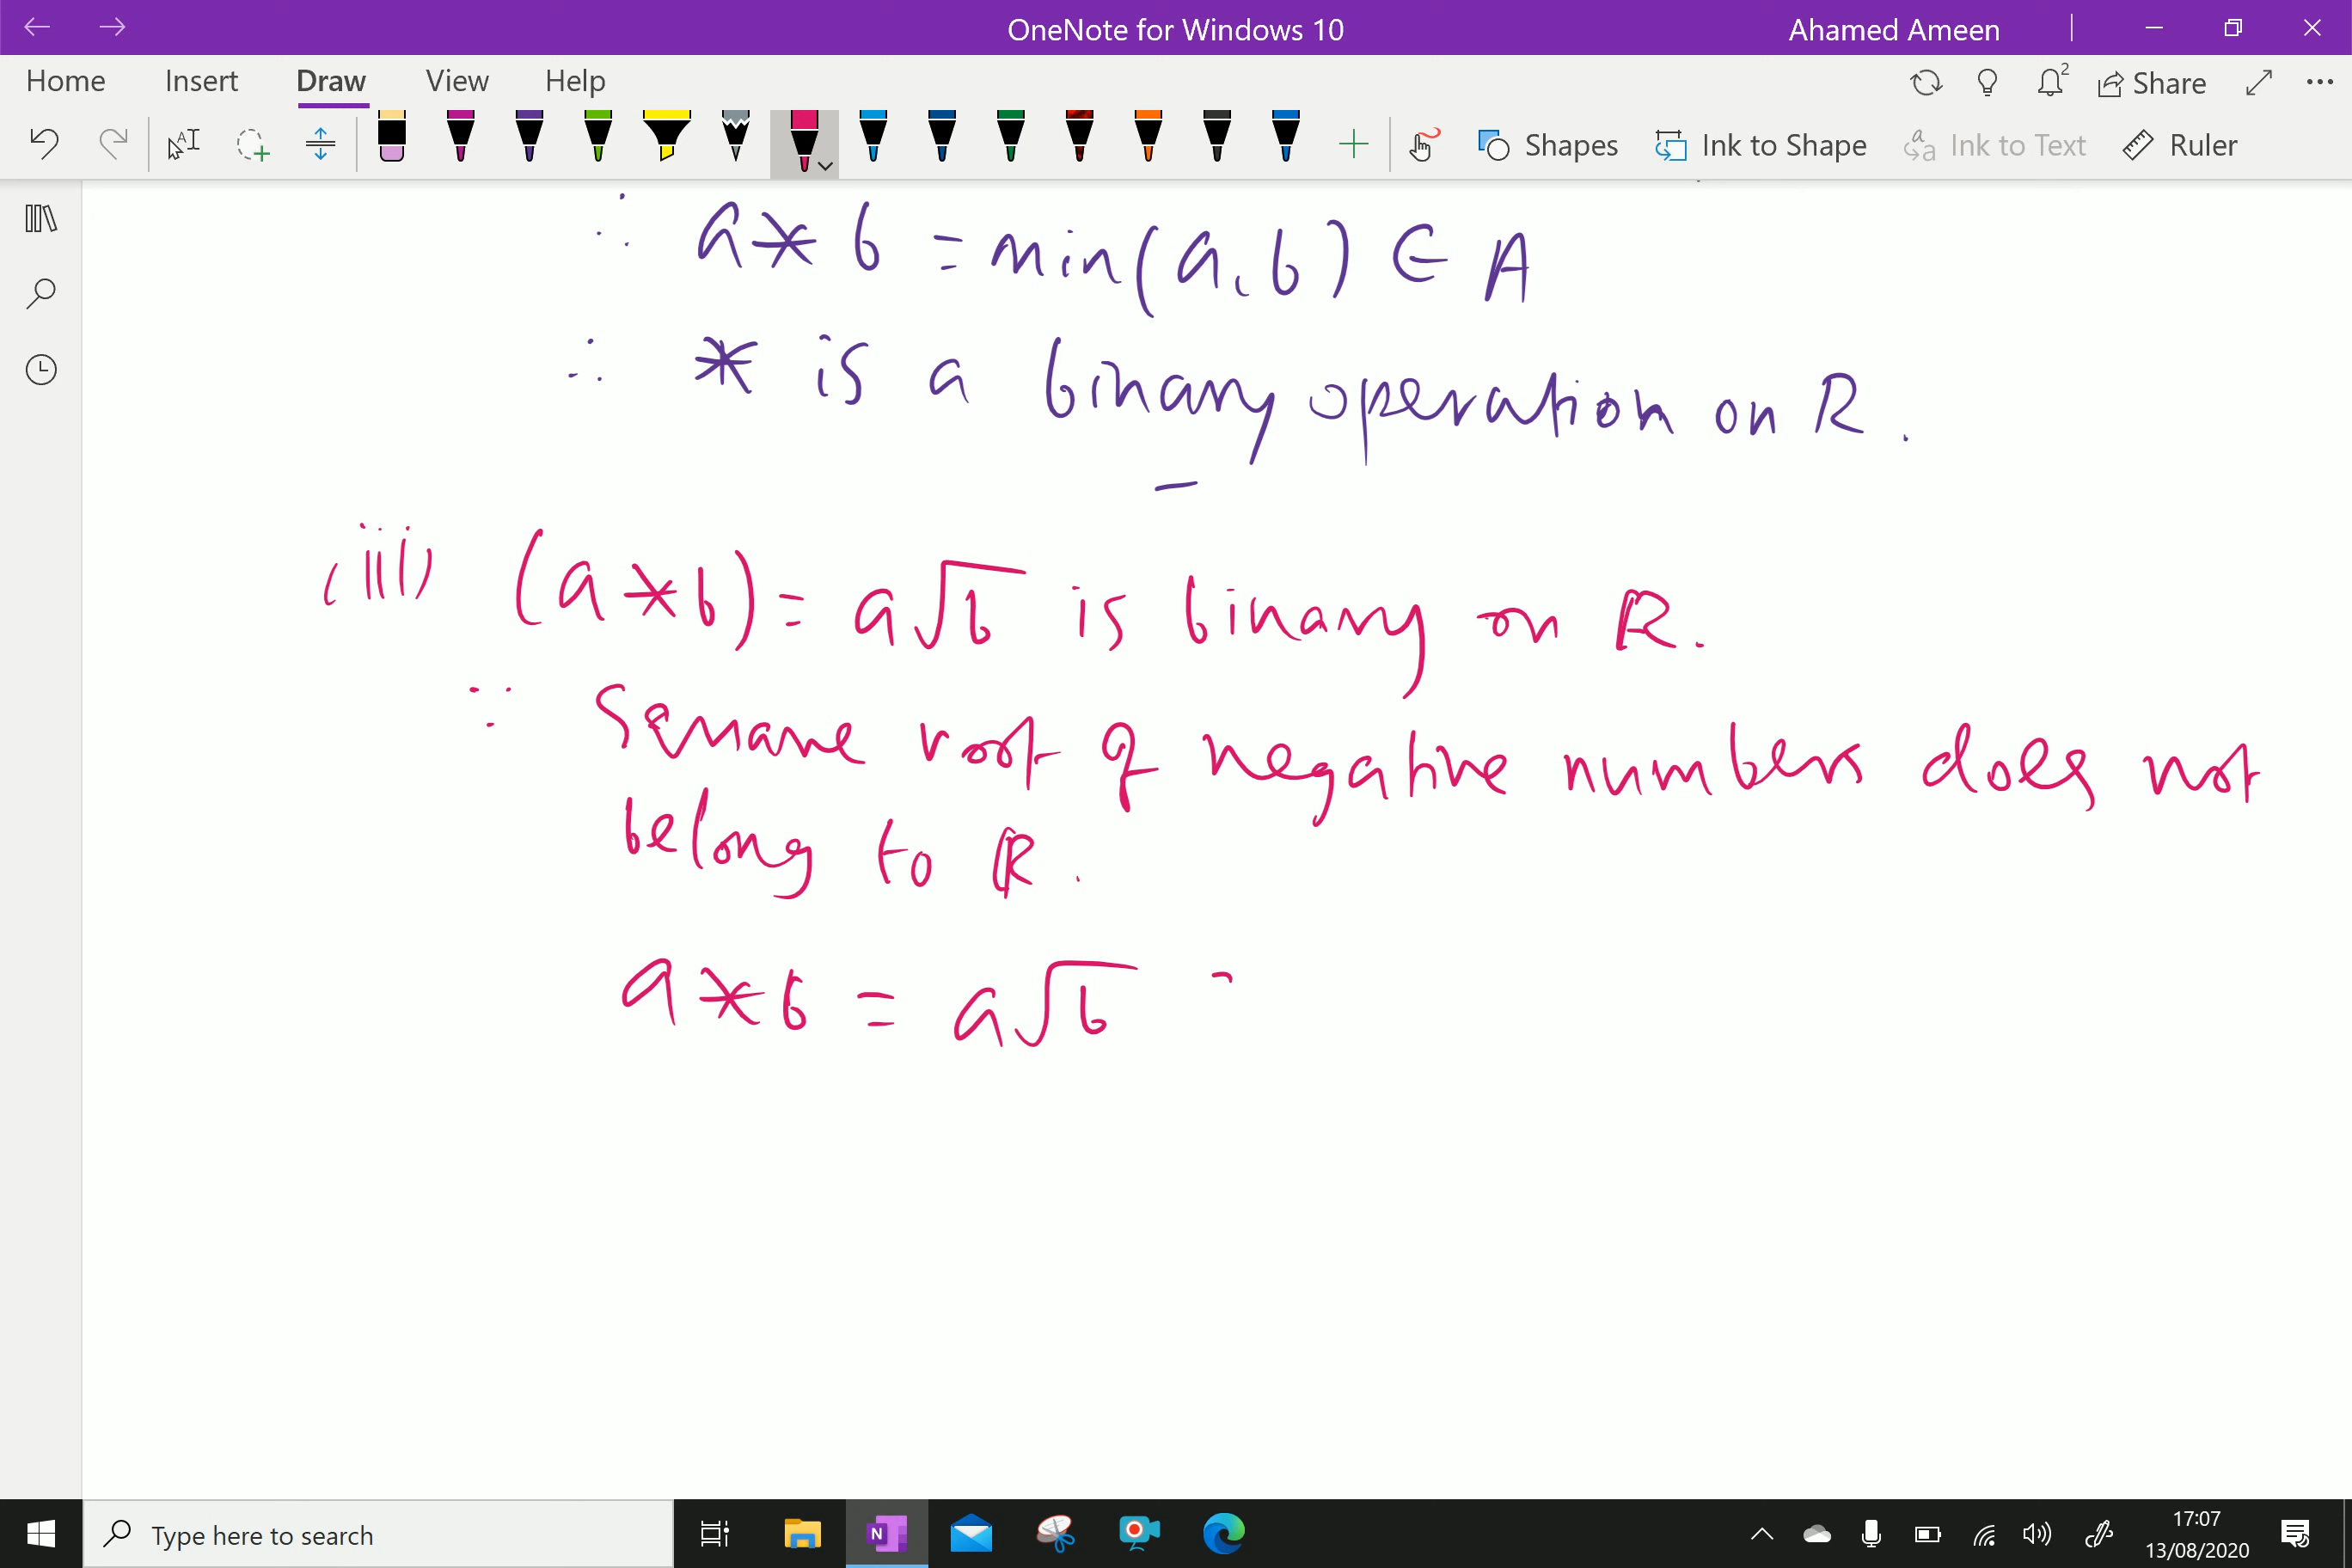 OneNote for Windows 10 Ahamed Ameen
Home Insert Draw View Help 2 Share
Shapes Ink to Shape Ink to Text Ruler
∴ a * b = min(a, b) ∈ A
∴ * is a binary operation on R.
(iii) (a * b) = a√b is binary on R.
∵ Square root of negative numbers does not
belong to R.
a * b = a√b
Type here to search
17:07
13/08/2020